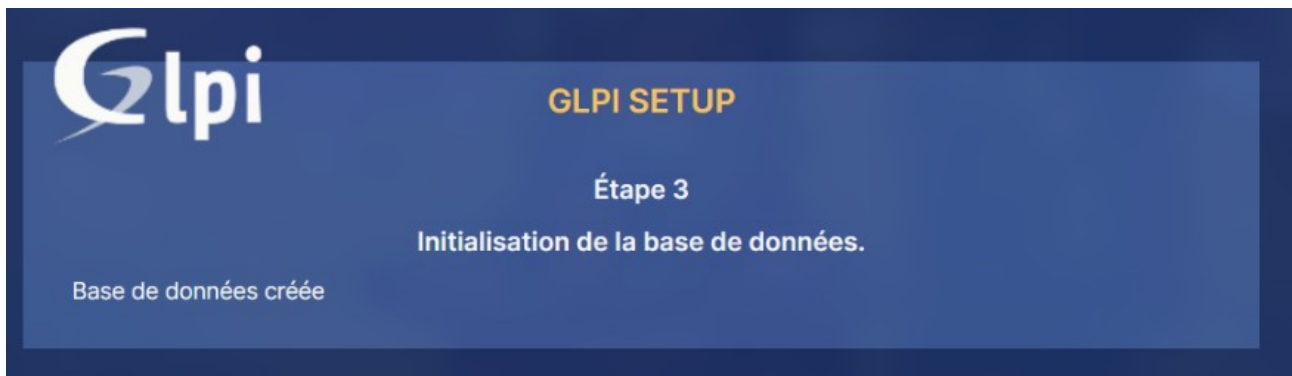 Glpi
GLPI SETUP
Étape 3
Initialisation de la base de données.
Base de données créée